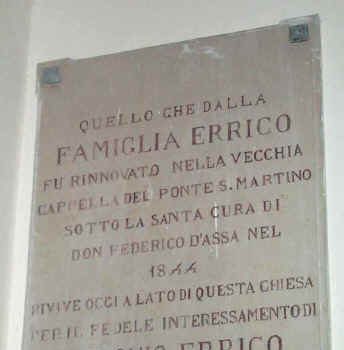 QUELLO CHE DALLA
FAMIGLIA ERRICO
FU RINNOVATO NELLA VECCHIA
CAPPELLA DEL PONTE S. MARTINO
SOTTO LA SANTA CURA DI
DON FEDERICO D'ASSA NEL
1844
RIVIVE OGGI A LATO DI QUESTA CHIESA
PER IL FEDELE INTERESSAMENTO DI
ERRICO